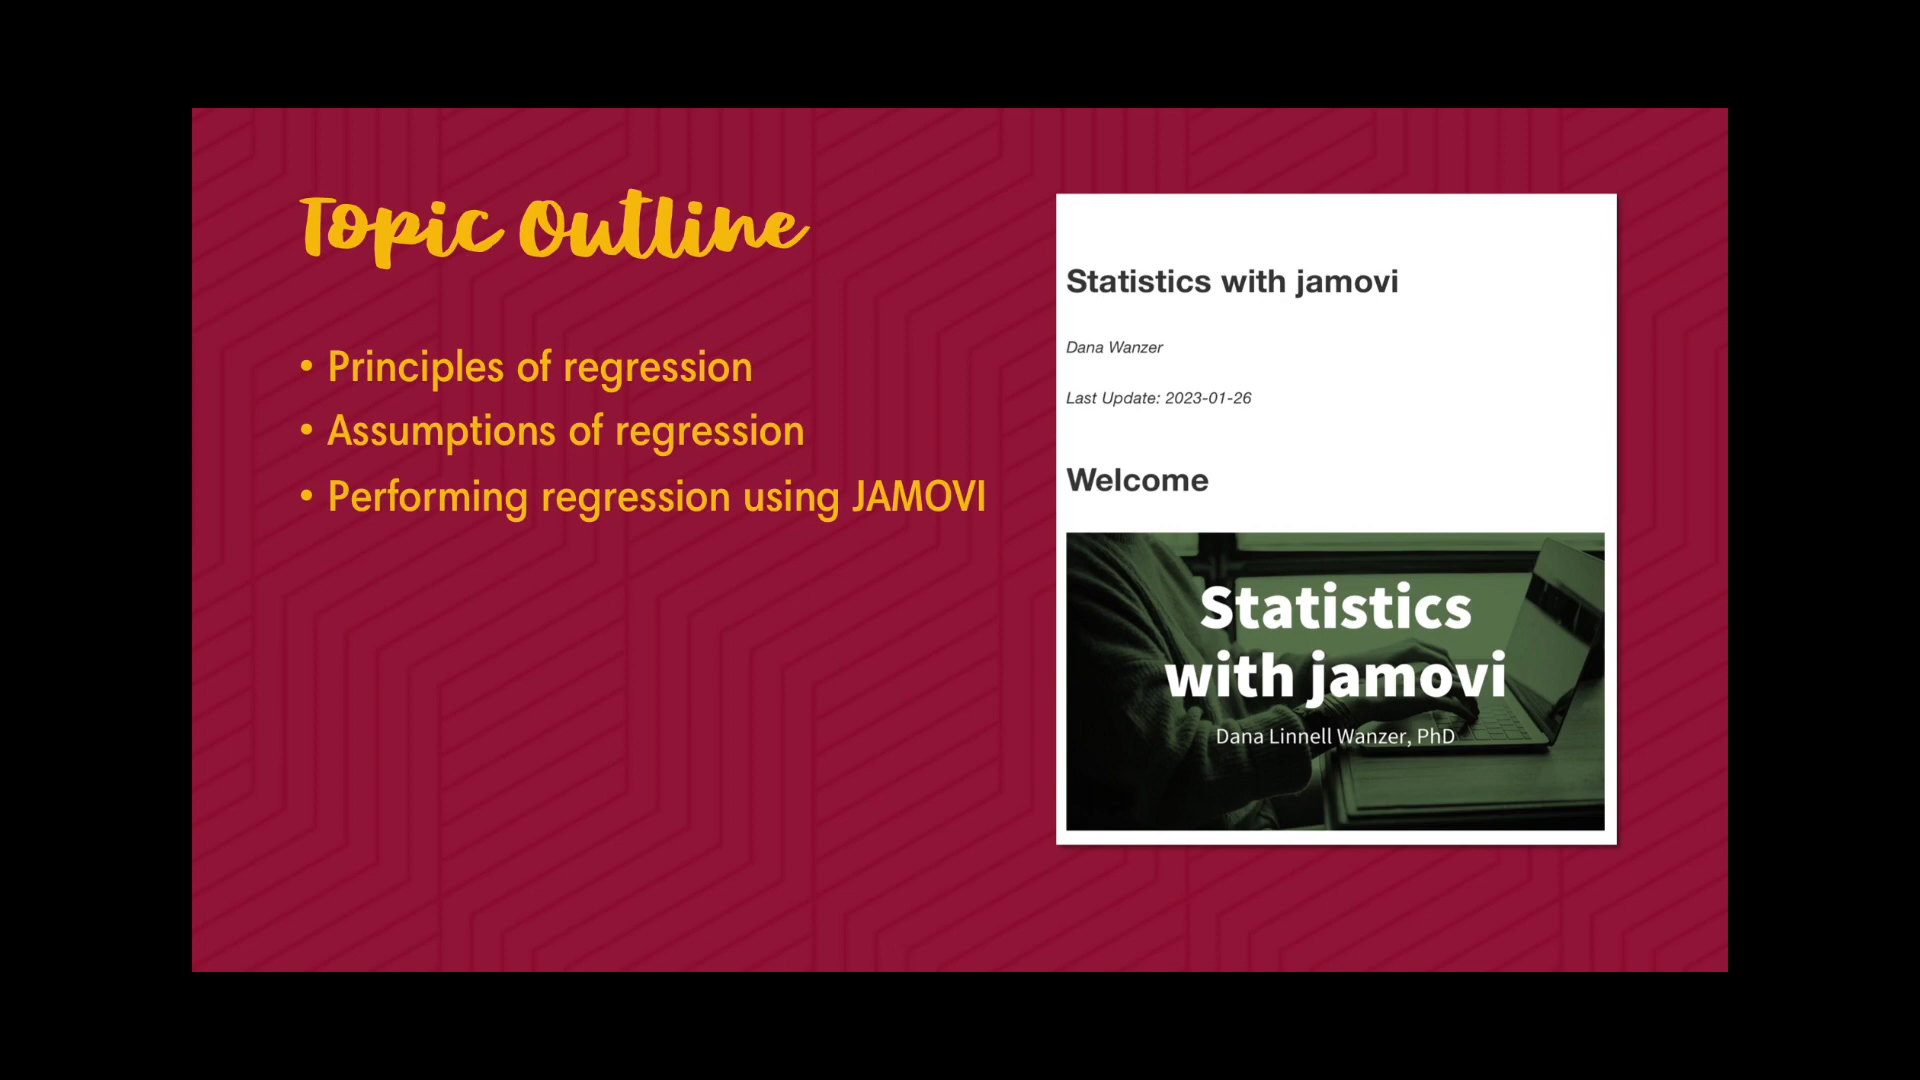 Topic Outline
• Principles of regression
• Assumptions of regression
• Performing regression using JAMOVI
Statistics with jamovi
Dana Wanzer
Last Update: 2023-01-26
Welcome
Statistics
with jamovi
Dana Linnell Wanzer, PhD